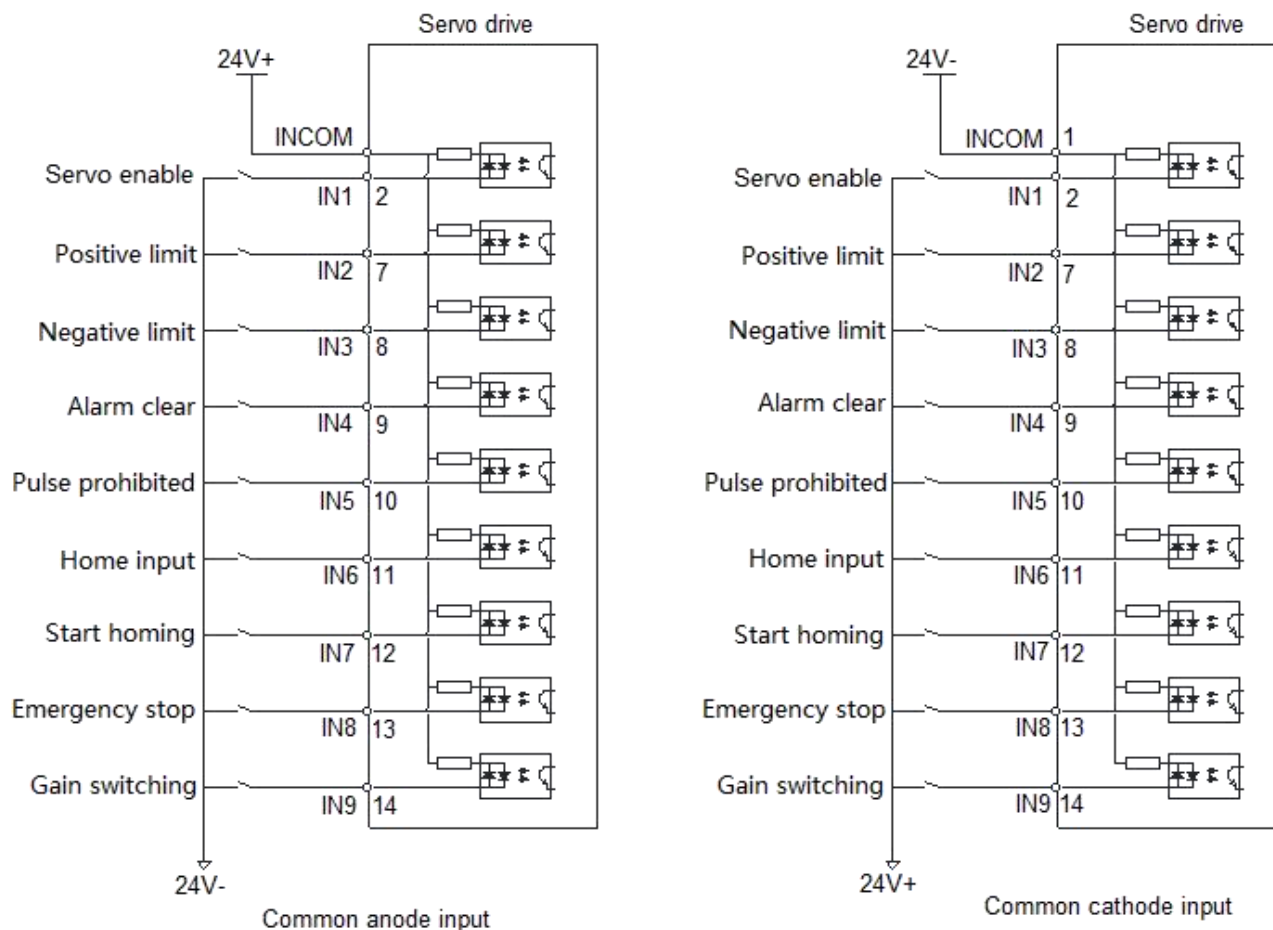 Servo drive
24V+
INCOM
Servo enable
IN1 2
Positive limit
IN2 7
Negative limit
IN3 8
Alarm clear
IN4 9
Pulse prohibited
IN5 10
Home input
IN6 11
Start homing
IN7 12
Emergency stop
IN8 13
Gain switching
IN9 14
24V-
Common anode input
Servo drive
24V-
INCOM 1
Servo enable
IN1 2
Positive limit
IN2 7
Negative limit
IN3 8
Alarm clear
IN4 9
Pulse prohibited
IN5 10
Home input
IN6 11
Start homing
IN7 12
Emergency stop
IN8 13
Gain switching
IN9 14
24V+
Common cathode input